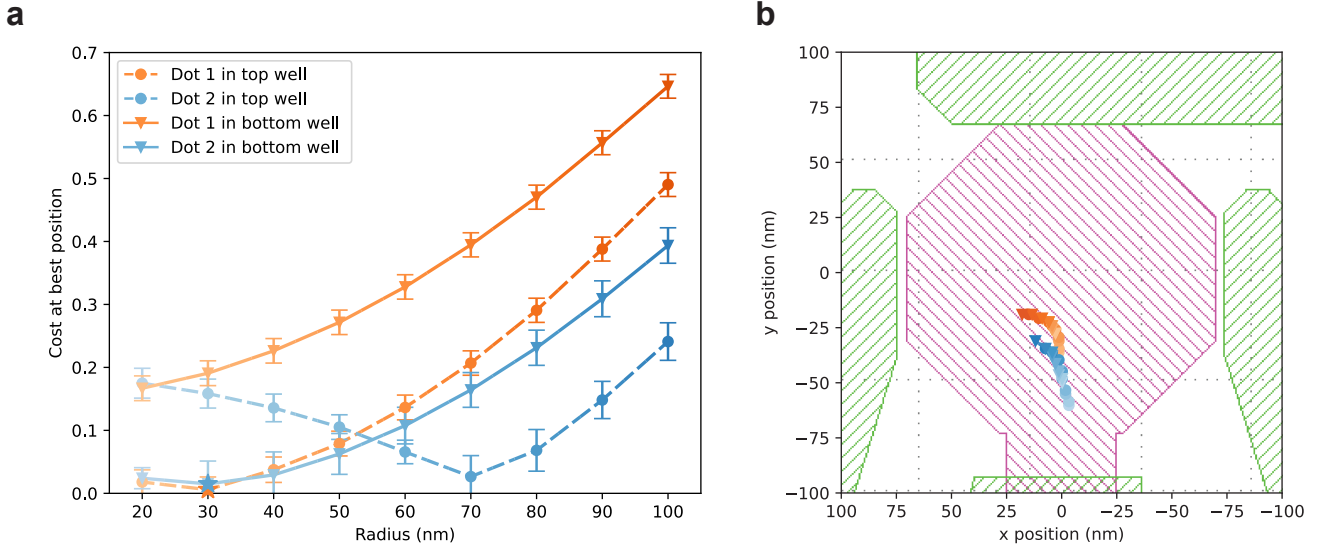 a
b
Dot 1 in top well
Dot 2 in top well
Dot 1 in bottom well
Dot 2 in bottom well
0.7
0.6
0.5
0.4
0.3
0.2
0.1
0.0
Cost at best position
20 30 40 50 60 70 80 90 100
Radius (nm)
100
75
50
25
0
−25
−50
−75
−100
y position (nm)
100 75 50 25 0 −25 −50 −75 −100
x position (nm)